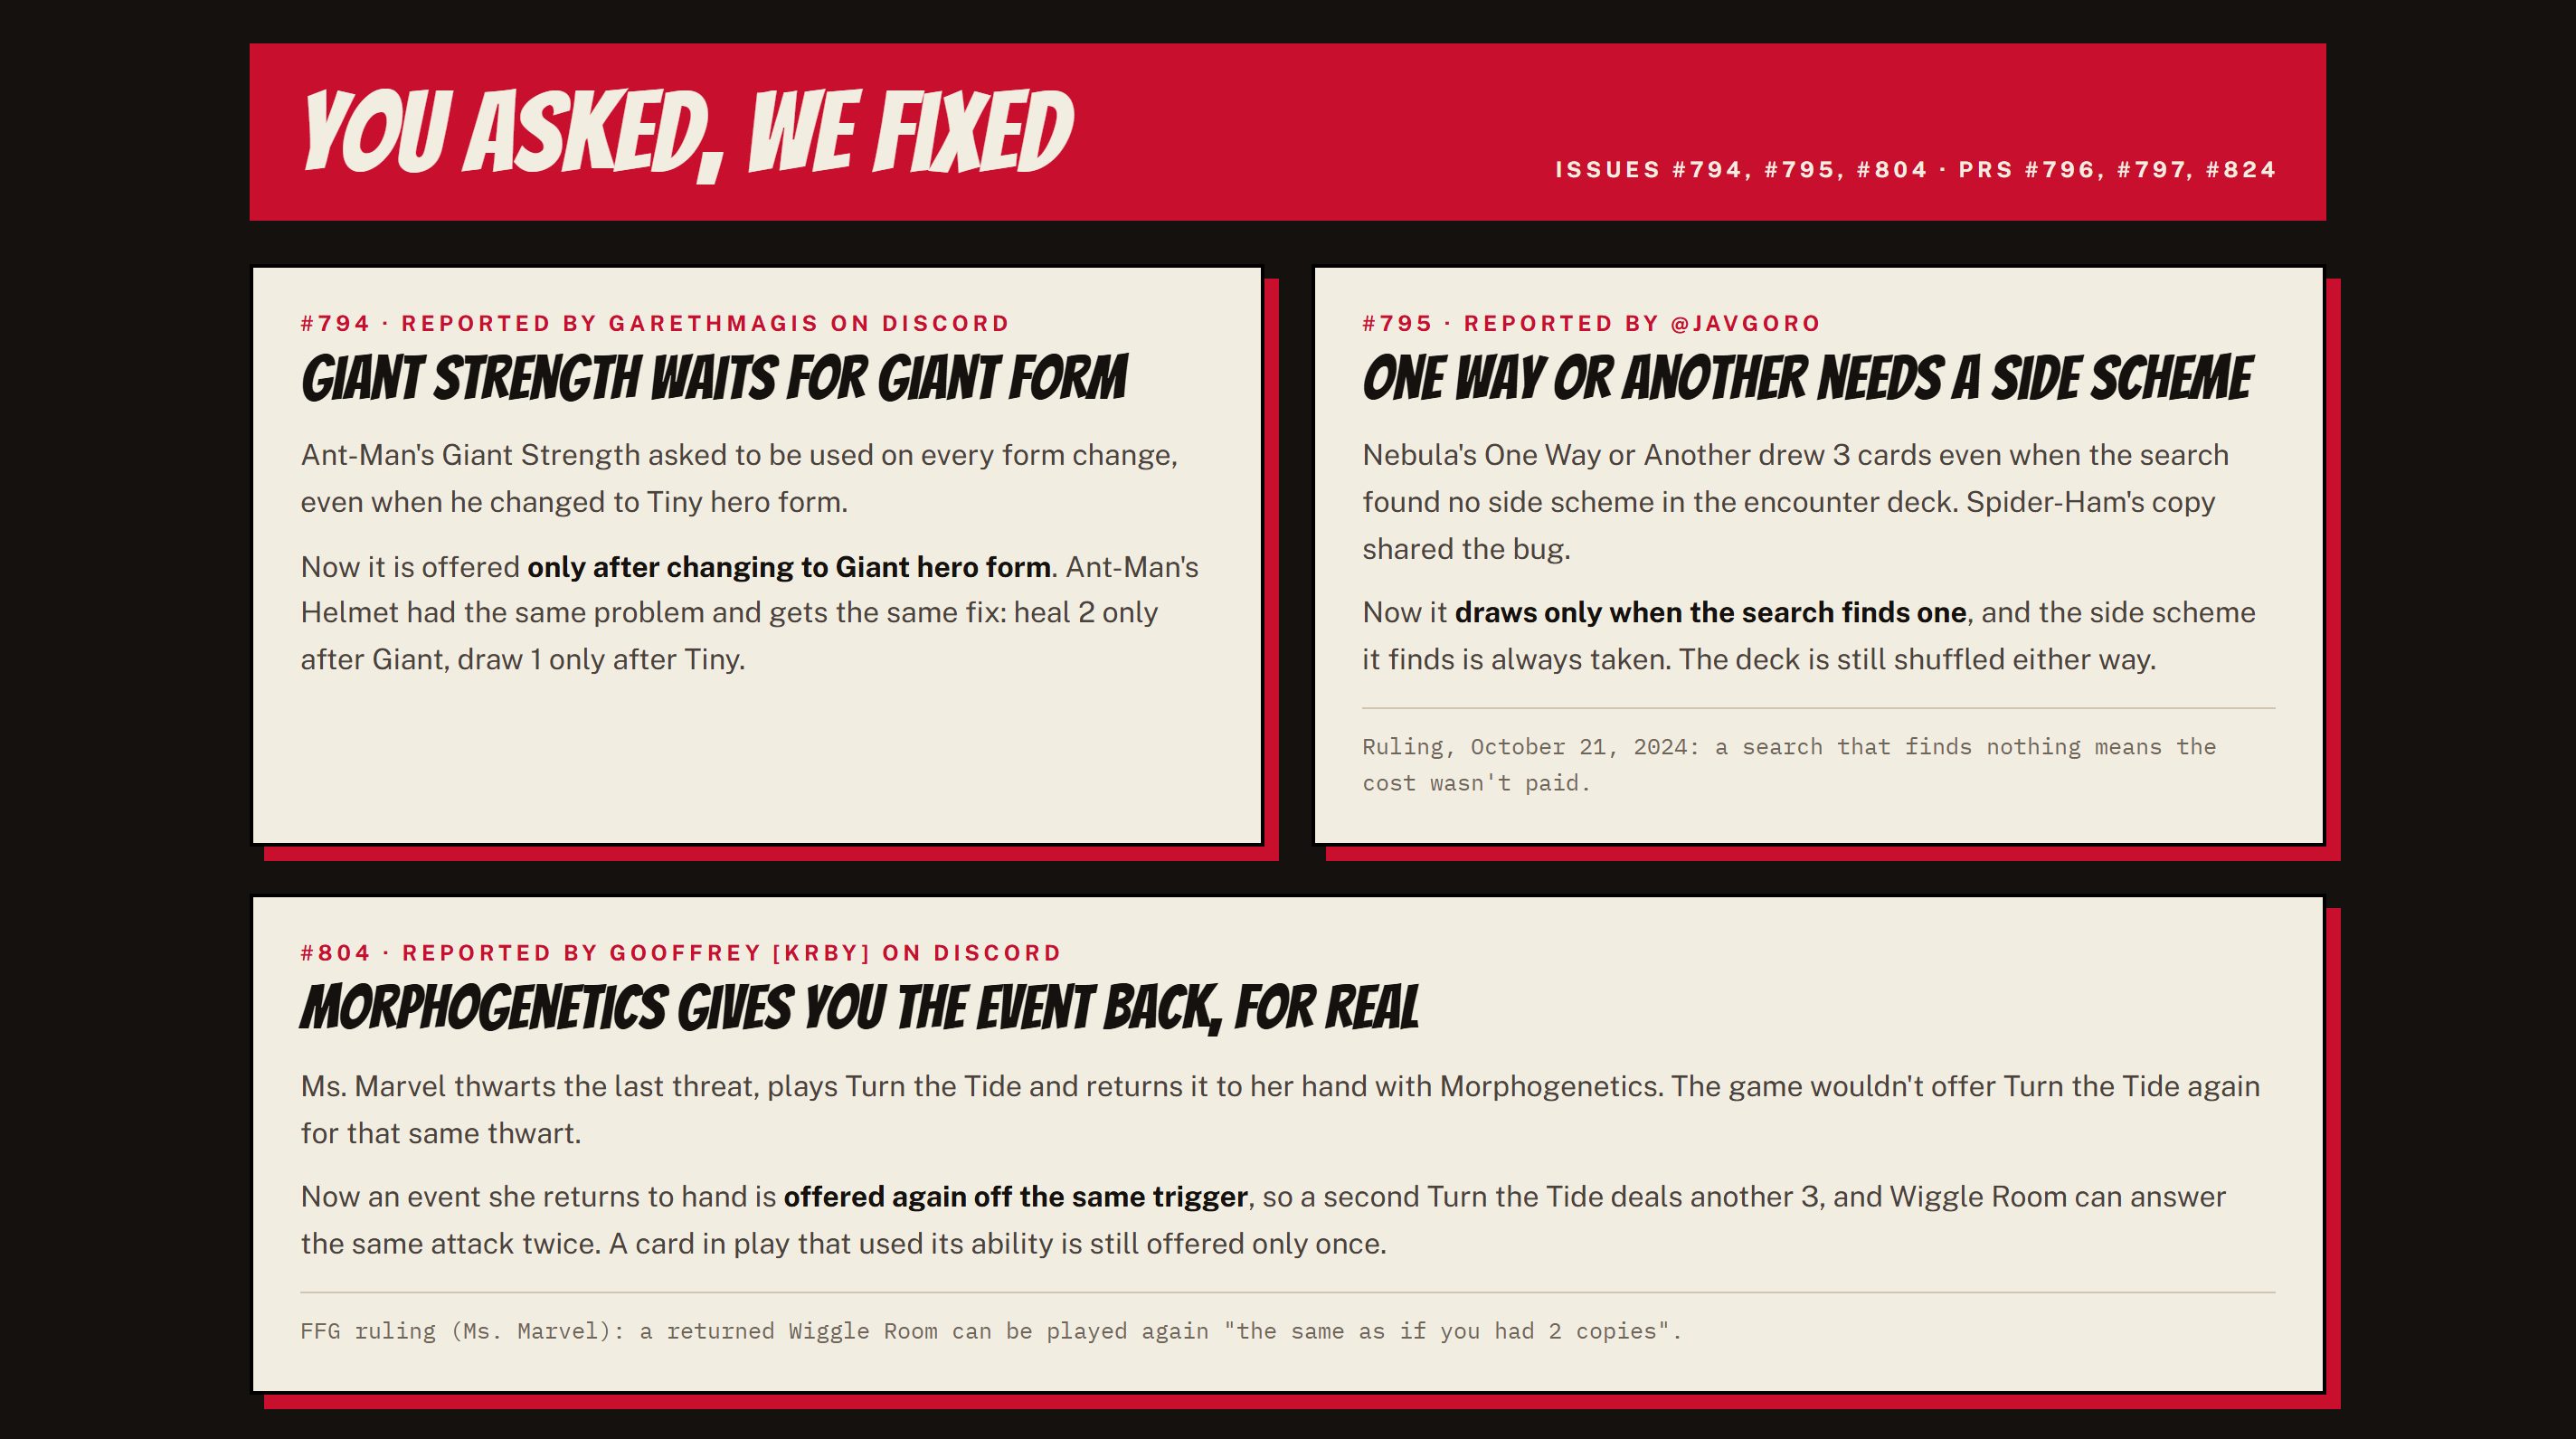 YOU ASKED, WE FIXED
ISSUES #794, #795, #804 · PRS #796, #797, #824
#794 · REPORTED BY GARETHMAGIS ON DISCORD
GIANT STRENGTH WAITS FOR GIANT FORM
Ant-Man's Giant Strength asked to be used on every form change,
even when he changed to Tiny hero form.
Now it is offered only after changing to Giant hero form. Ant-Man's
Helmet had the same problem and gets the same fix: heal 2 only
after Giant, draw 1 only after Tiny.
#795 · REPORTED BY @JAVGORO
ONE WAY OR ANOTHER NEEDS A SIDE SCHEME
Nebula's One Way or Another drew 3 cards even when the search
found no side scheme in the encounter deck. Spider-Ham's copy
shared the bug.
Now it draws only when the search finds one, and the side scheme
it finds is always taken. The deck is still shuffled either way.
Ruling, October 21, 2024: a search that finds nothing means the
cost wasn't paid.
#804 · REPORTED BY GOOFFREY [KRBY] ON DISCORD
MORPHOGENETICS GIVES YOU THE EVENT BACK, FOR REAL
Ms. Marvel thwarts the last threat, plays Turn the Tide and returns it to her hand with Morphogenetics. The game wouldn't offer Turn the Tide again
for that same thwart.
Now an event she returns to hand is offered again off the same trigger, so a second Turn the Tide deals another 3, and Wiggle Room can answer
the same attack twice. A card in play that used its ability is still offered only once.
FFG ruling (Ms. Marvel): a returned Wiggle Room can be played again "the same as if you had 2 copies".